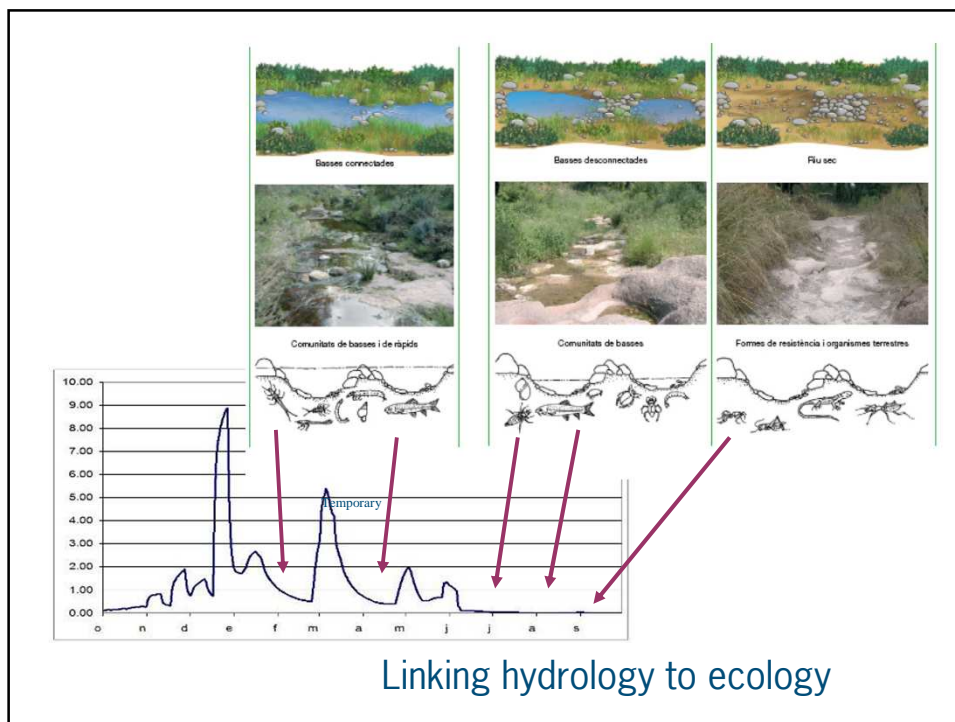 Basses connectades
Basses desconnectades
Riu sec
Comunitats de basses i de ràpids
Comunitats de basses
Formes de resistència i organismes terrestres
10.00
9.00
8.00
7.00
6.00
5.00
4.00
3.00
2.00
1.00
0.00
Temporary
o n d e f m a m j j a s
Linking hydrology to ecology